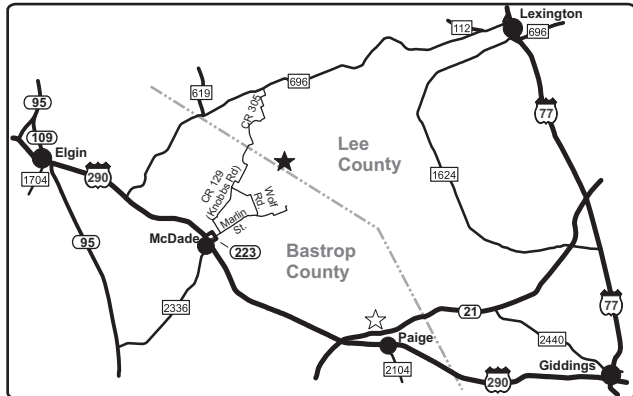 Lexington
112
696
696
619
95
CR 305
77
109
Lee
County
Elgin
290
1704
CR 129
(Knobbs Rd)
Wolf
Rd.
1624
Marlin
St.
McDade
223
95
Bastrop
County
2336
21
77
Paige
2440
2104
290
Giddings